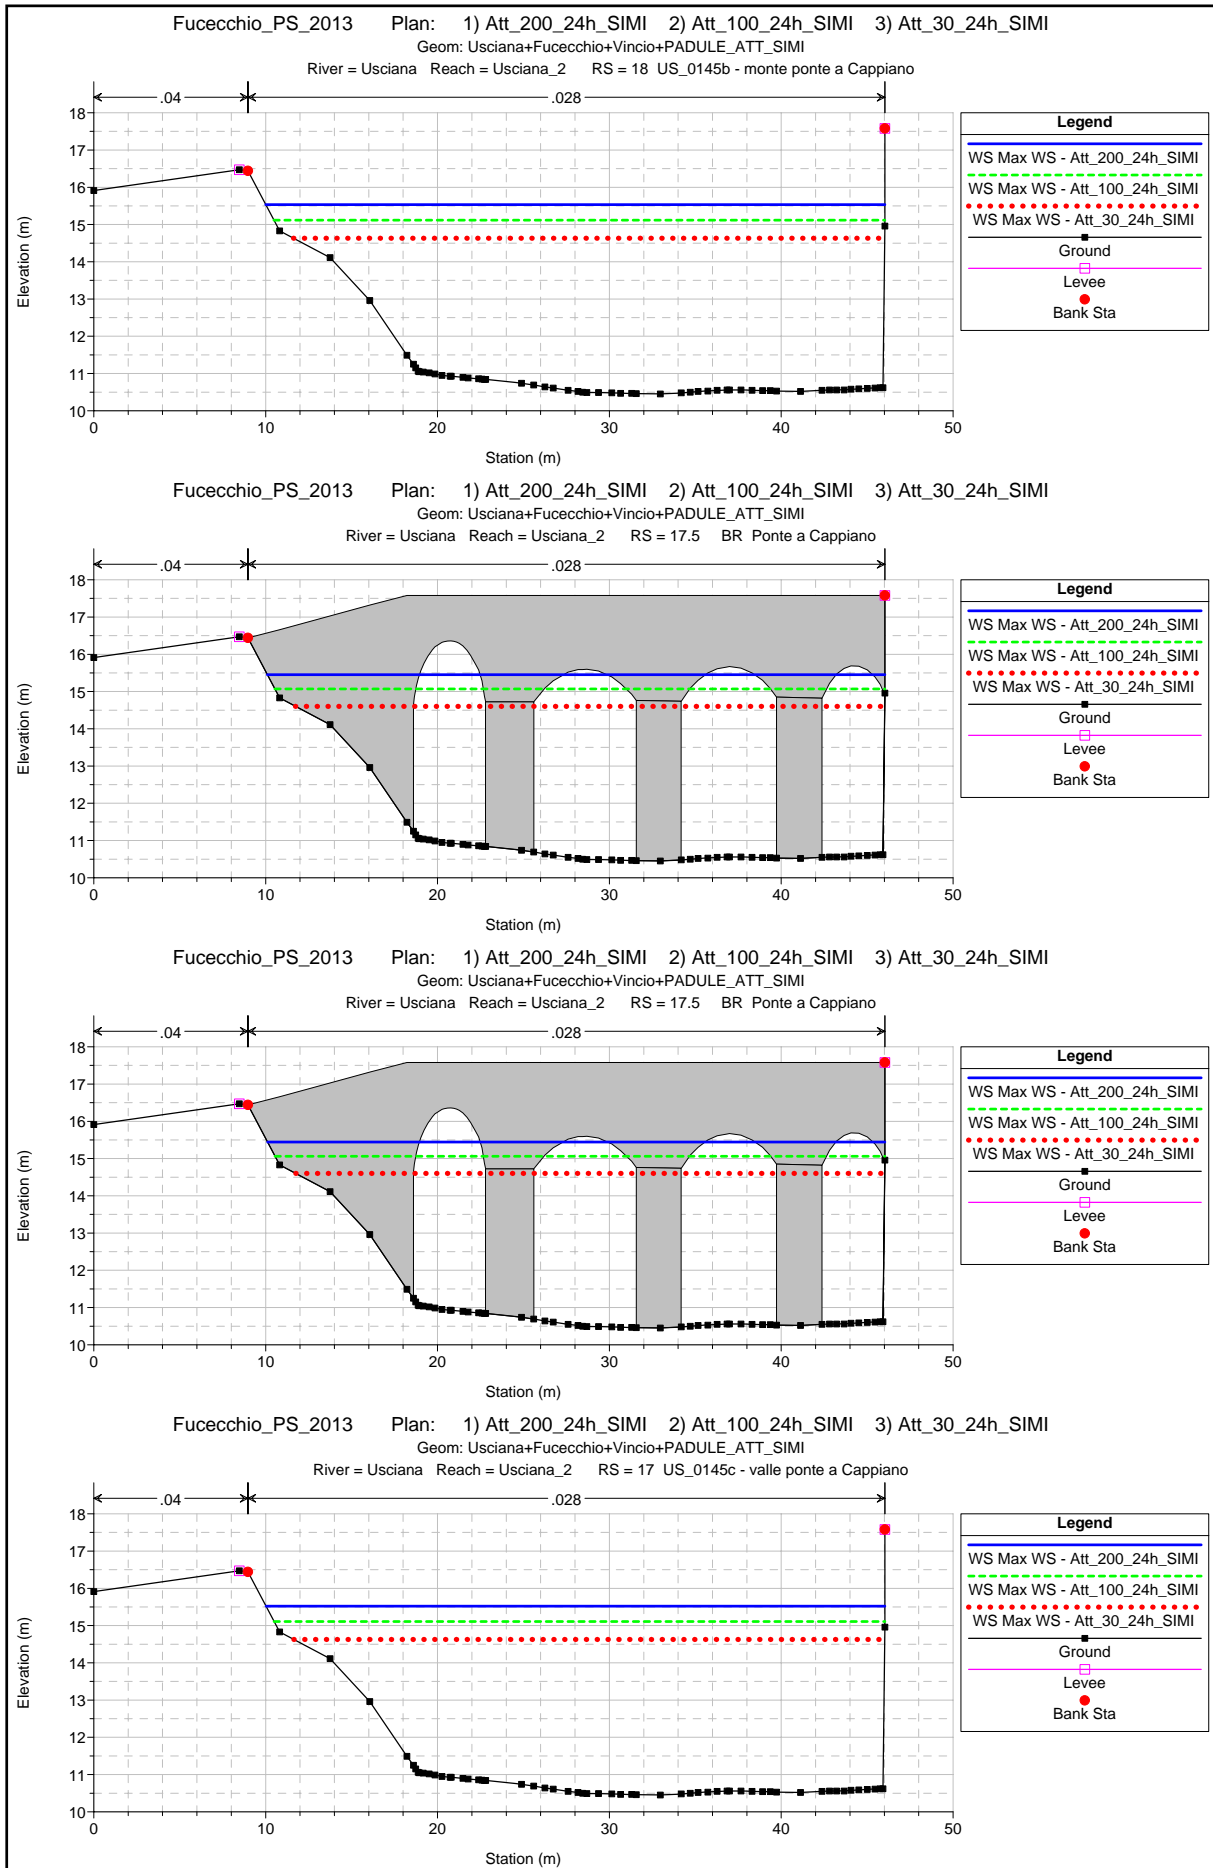 Fucecchio_PS_2013 Plan: 1) Att_200_24h_SIMI 2) Att_100_24h_SIMI 3) Att_30_24h_SIMI
Geom: Usciana+Fucecchio+Vincio+PADULE_ATT_SIMI
River = Usciana Reach = Usciana_2 RS = 18 US_0145b - monte ponte a Cappiano
.04 .028
18
17
16
15
14
13
12
11
10
Elevation (m)
0 10 20 30 40 50
Station (m)
Legend
WS Max WS - Att_200_24h_SIMI
WS Max WS - Att_100_24h_SIMI
WS Max WS - Att_30_24h_SIMI
Ground
Levee
Bank Sta
Fucecchio_PS_2013 Plan: 1) Att_200_24h_SIMI 2) Att_100_24h_SIMI 3) Att_30_24h_SIMI
Geom: Usciana+Fucecchio+Vincio+PADULE_ATT_SIMI
River = Usciana Reach = Usciana_2 RS = 17.5 BR Ponte a Cappiano
.04 .028
18
17
16
15
14
13
12
11
10
Elevation (m)
0 10 20 30 40 50
Station (m)
Legend
WS Max WS - Att_200_24h_SIMI
WS Max WS - Att_100_24h_SIMI
WS Max WS - Att_30_24h_SIMI
Ground
Levee
Bank Sta
Fucecchio_PS_2013 Plan: 1) Att_200_24h_SIMI 2) Att_100_24h_SIMI 3) Att_30_24h_SIMI
Geom: Usciana+Fucecchio+Vincio+PADULE_ATT_SIMI
River = Usciana Reach = Usciana_2 RS = 17.5 BR Ponte a Cappiano
.04 .028
18
17
16
15
14
13
12
11
10
Elevation (m)
0 10 20 30 40 50
Station (m)
Legend
WS Max WS - Att_200_24h_SIMI
WS Max WS - Att_100_24h_SIMI
WS Max WS - Att_30_24h_SIMI
Ground
Levee
Bank Sta
Fucecchio_PS_2013 Plan: 1) Att_200_24h_SIMI 2) Att_100_24h_SIMI 3) Att_30_24h_SIMI
Geom: Usciana+Fucecchio+Vincio+PADULE_ATT_SIMI
River = Usciana Reach = Usciana_2 RS = 17 US_0145c - valle ponte a Cappiano
.04 .028
18
17
16
15
14
13
12
11
10
Elevation (m)
0 10 20 30 40 50
Station (m)
Legend
WS Max WS - Att_200_24h_SIMI
WS Max WS - Att_100_24h_SIMI
WS Max WS - Att_30_24h_SIMI
Ground
Levee
Bank Sta